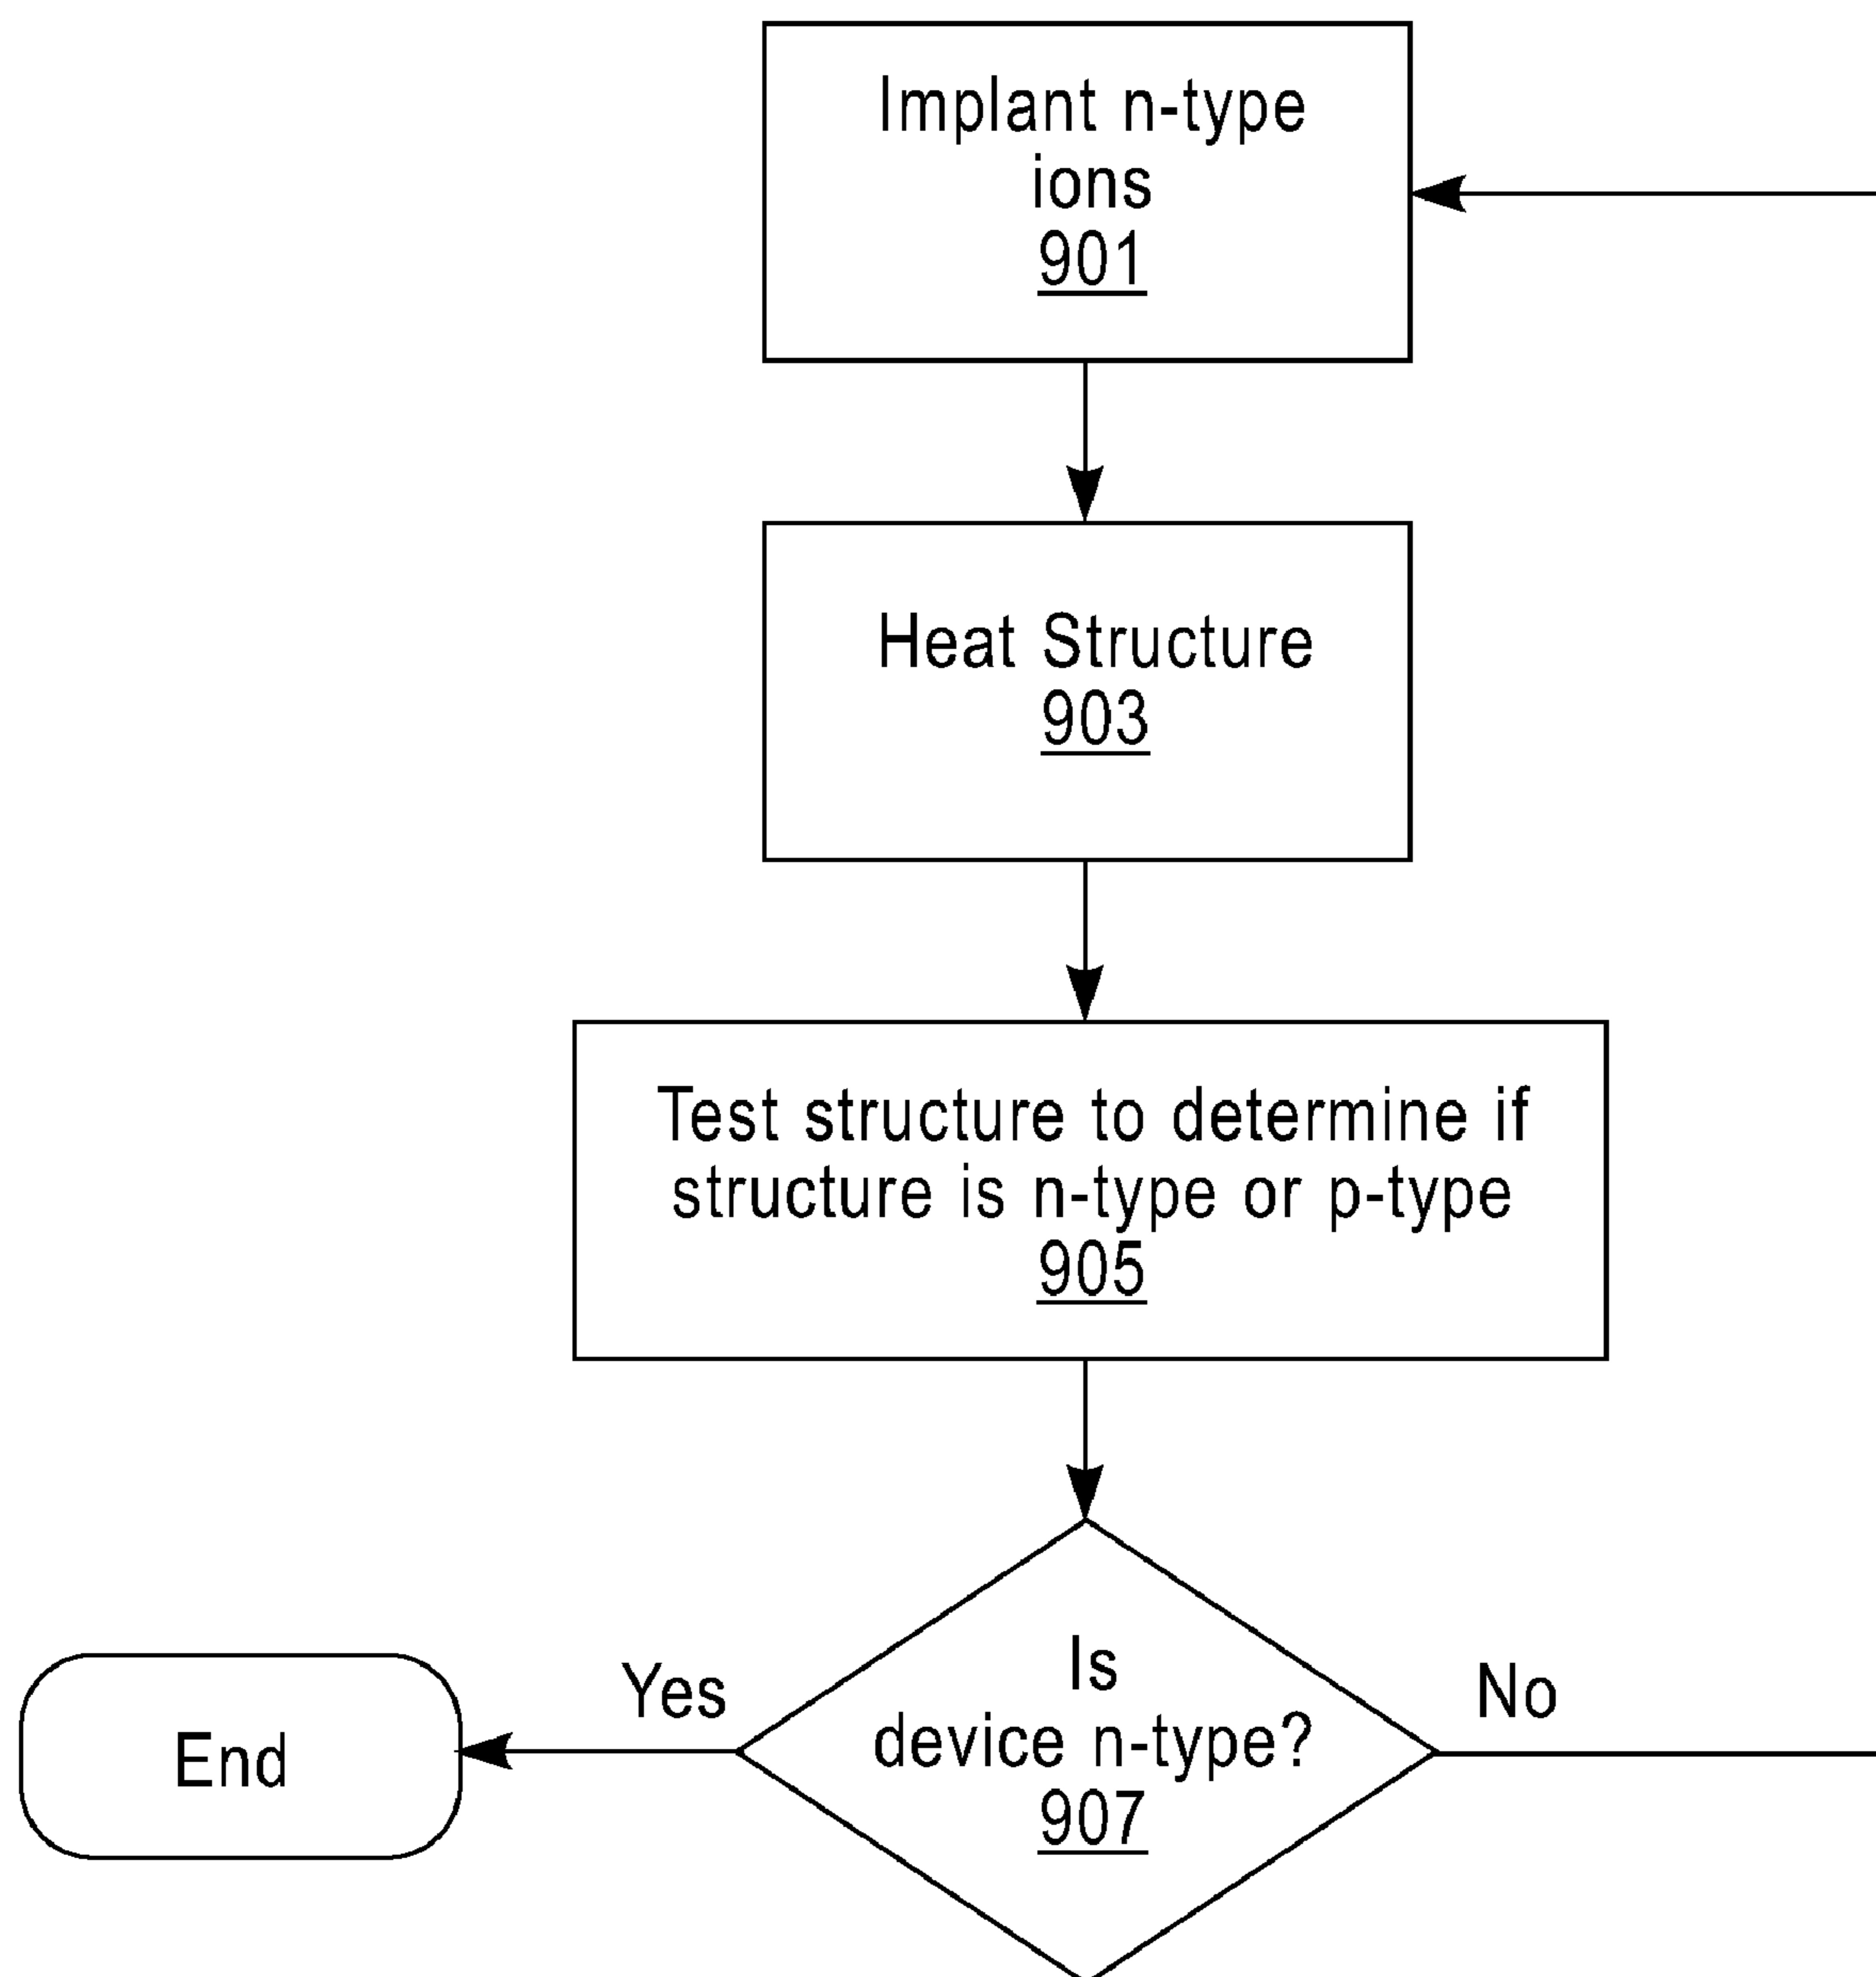 Implant n-type
ions
901
Heat Structure
903
Test structure to determine if
structure is n-type or p-type
905
Is
device n-type?
907
Yes
No
End